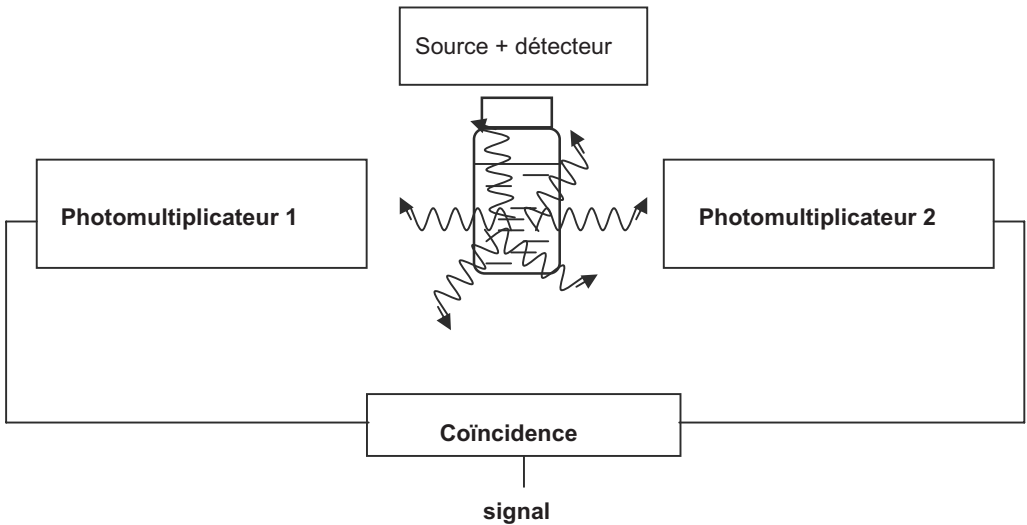 Source + détecteur
Photomultiplicateur 1
Photomultiplicateur 2
Coïncidence
signal